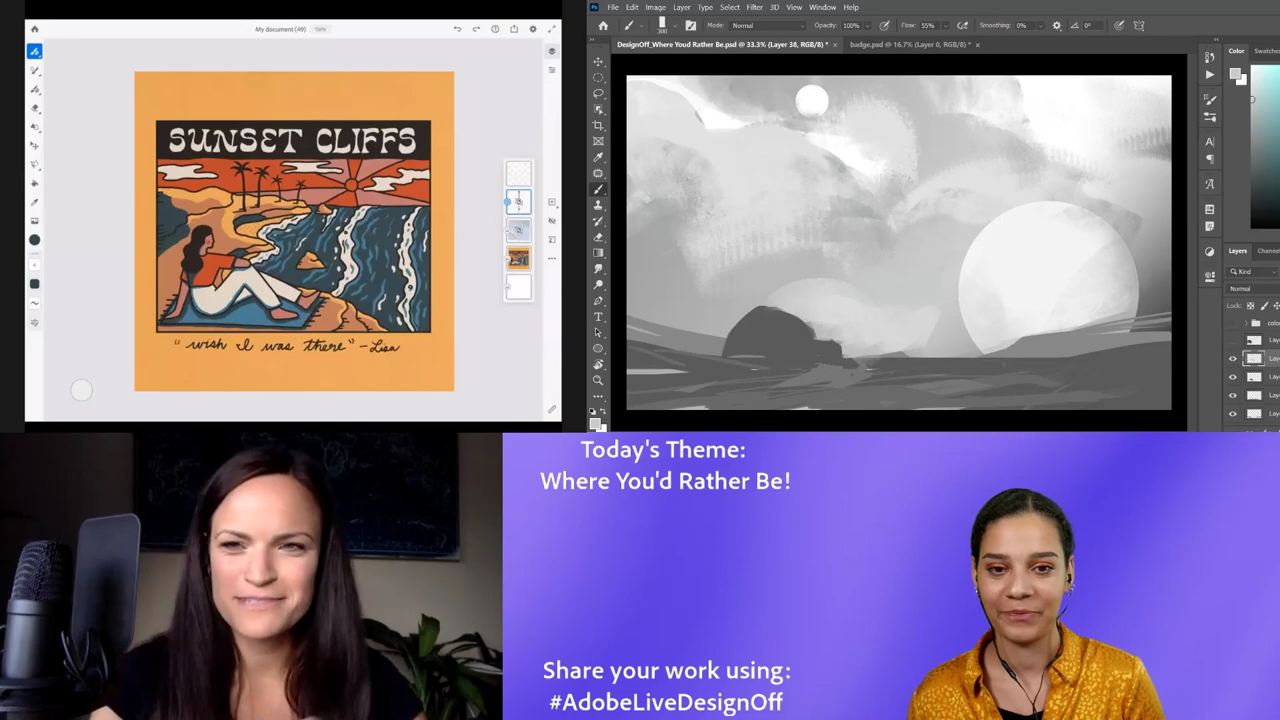 My document (49)
SUNSET CLIFFS
"wish I was there" - Lisa
File Edit Image Layer Type Select Filter 3D View Window Help
300
Mode: Normal
Opacity: 100%
Flow: 55%
Smoothing: 0%
0°
DesignOff_Where Youd Rather Be.psd @ 33.3% (Layer 38, RGB/8) * ×
badge.psd @ 16.7% (Layer 0, RGB/8) * ×
Color
Layers
Kind
Normal
Lock:
Today's Theme:
Where You'd Rather Be!
Share your work using:
#AdobeLiveDesignOff